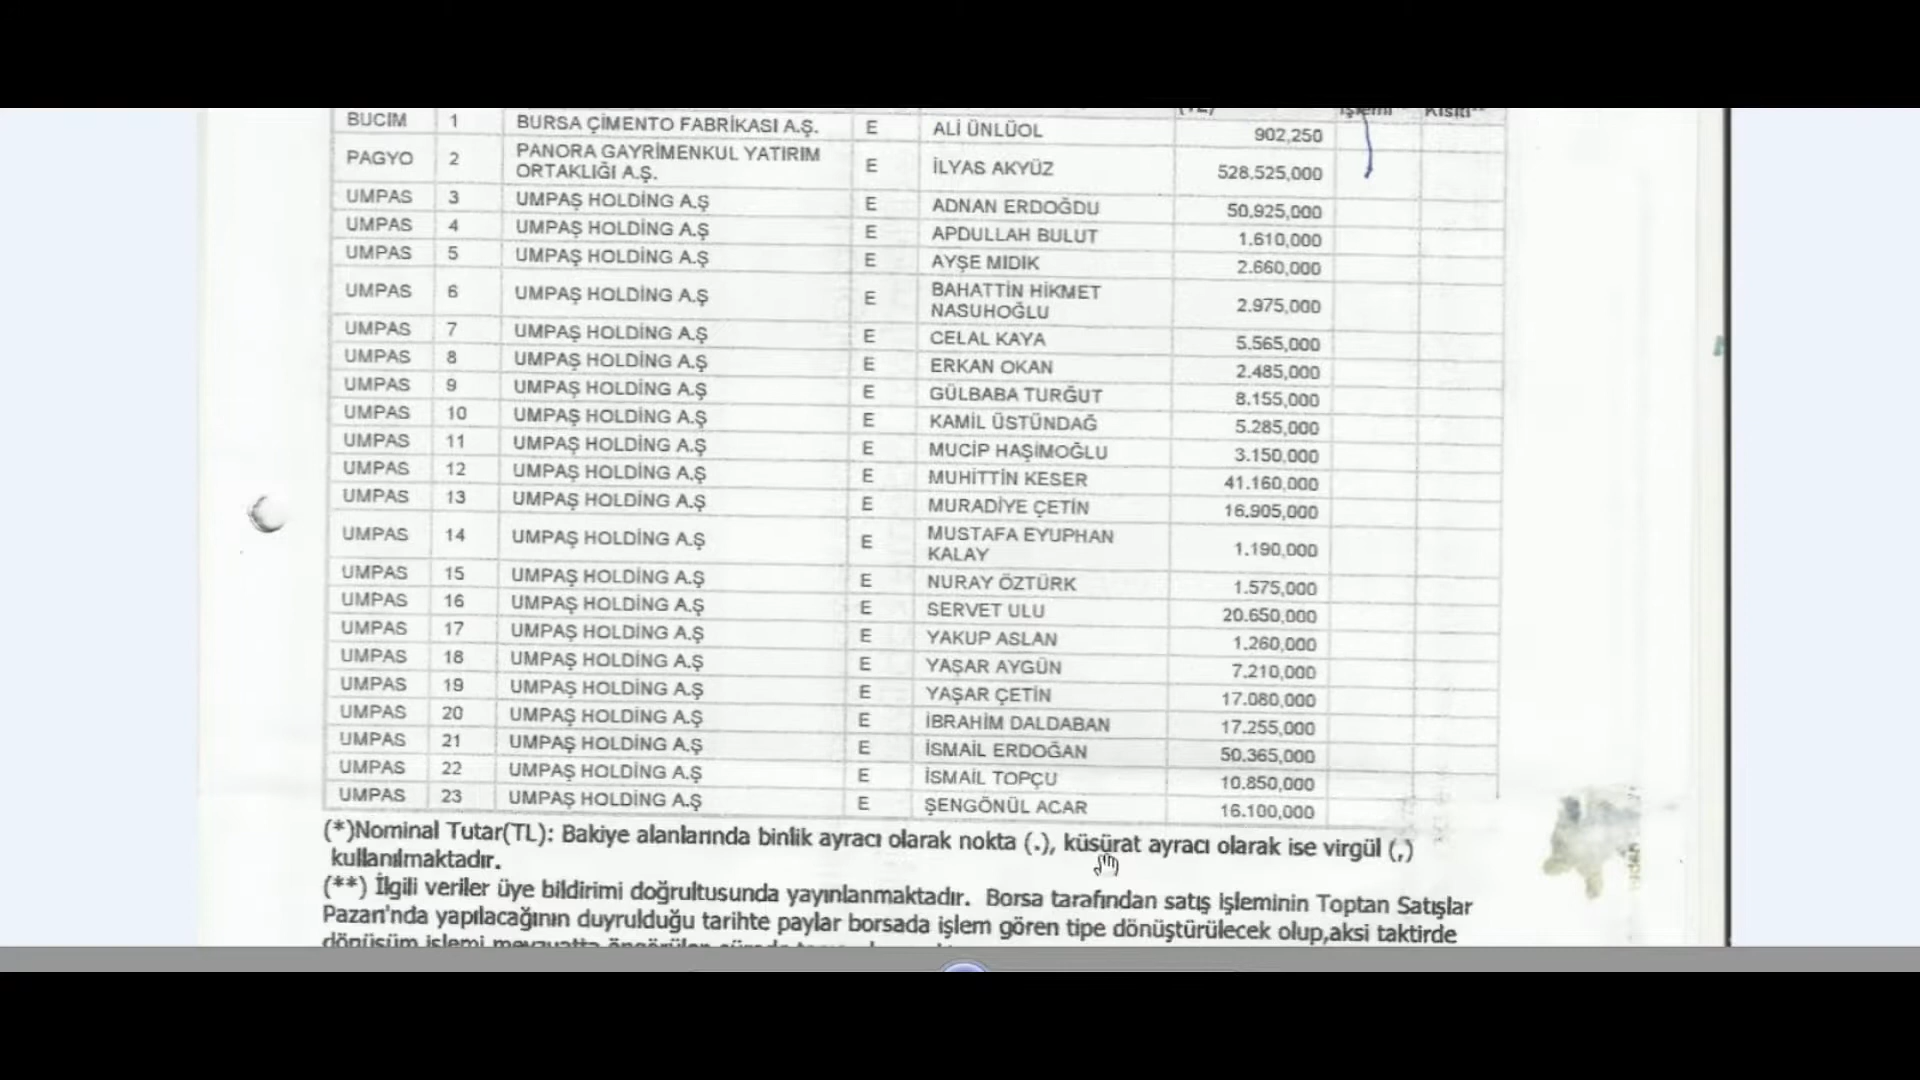 (TL) İşlemi Kısıtı**
BUCIM 1 BURSA ÇİMENTO FABRİKASI A.Ş. E ALİ ÜNLÜOL 902,250
PAGYO 2 PANORA GAYRİMENKUL YATIRIM ORTAKLIĞI A.Ş. E İLYAS AKYÜZ 528.525,000
UMPAS 3 UMPAŞ HOLDİNG A.Ş E ADNAN ERDOĞDU 50.925,000
UMPAS 4 UMPAŞ HOLDİNG A.Ş E APDULLAH BULUT 1.610,000
UMPAS 5 UMPAŞ HOLDİNG A.Ş E AYŞE MIDIK 2.660,000
UMPAS 6 UMPAŞ HOLDİNG A.Ş E BAHATTİN HİKMET NASUHOĞLU 2.975,000
UMPAS 7 UMPAŞ HOLDİNG A.Ş E CELAL KAYA 5.565,000
UMPAS 8 UMPAŞ HOLDİNG A.Ş E ERKAN OKAN 2.485,000
UMPAS 9 UMPAŞ HOLDİNG A.Ş E GÜLBABA TURĞUT 8.155,000
UMPAS 10 UMPAŞ HOLDİNG A.Ş E KAMİL ÜSTÜNDAĞ 5.285,000
UMPAS 11 UMPAŞ HOLDİNG A.Ş E MUCİP HAŞİMOĞLU 3.150,000
UMPAS 12 UMPAŞ HOLDİNG A.Ş E MUHİTTİN KESER 41.160,000
UMPAS 13 UMPAŞ HOLDİNG A.Ş E MURADİYE ÇETİN 16.905,000
UMPAS 14 UMPAŞ HOLDİNG A.Ş E MUSTAFA EYUPHAN KALAY 1.190,000
UMPAS 15 UMPAŞ HOLDİNG A.Ş E NURAY ÖZTÜRK 1.575,000
UMPAS 16 UMPAŞ HOLDİNG A.Ş E SERVET ULU 20.650,000
UMPAS 17 UMPAŞ HOLDİNG A.Ş E YAKUP ASLAN 1.260,000
UMPAS 18 UMPAŞ HOLDİNG A.Ş E YAŞAR AYGÜN 7.210,000
UMPAS 19 UMPAŞ HOLDİNG A.Ş E YAŞAR ÇETİN 17.080,000
UMPAS 20 UMPAŞ HOLDİNG A.Ş E İBRAHİM DALDABAN 17.255,000
UMPAS 21 UMPAŞ HOLDİNG A.Ş E İSMAİL ERDOĞAN 50.365,000
UMPAS 22 UMPAŞ HOLDİNG A.Ş E İSMAİL TOPÇU 10.850,000
UMPAS 23 UMPAŞ HOLDİNG A.Ş E ŞENGÖNÜL ACAR 16.100,000
(*)Nominal Tutar(TL): Bakiye alanlarında binlik ayracı olarak nokta (.), küsürat ayracı olarak ise virgül (,)
kullanılmaktadır.
(**) İlgili veriler üye bildirimi doğrultusunda yayınlanmaktadır. Borsa tarafından satış işleminin Toptan Satışlar
Pazarı'nda yapılacağının duyrulduğu tarihte paylar borsada işlem gören tipe dönüştürülecek olup,aksi taktirde
dönüşüm işlemi mevzuatta öngörülen sürede